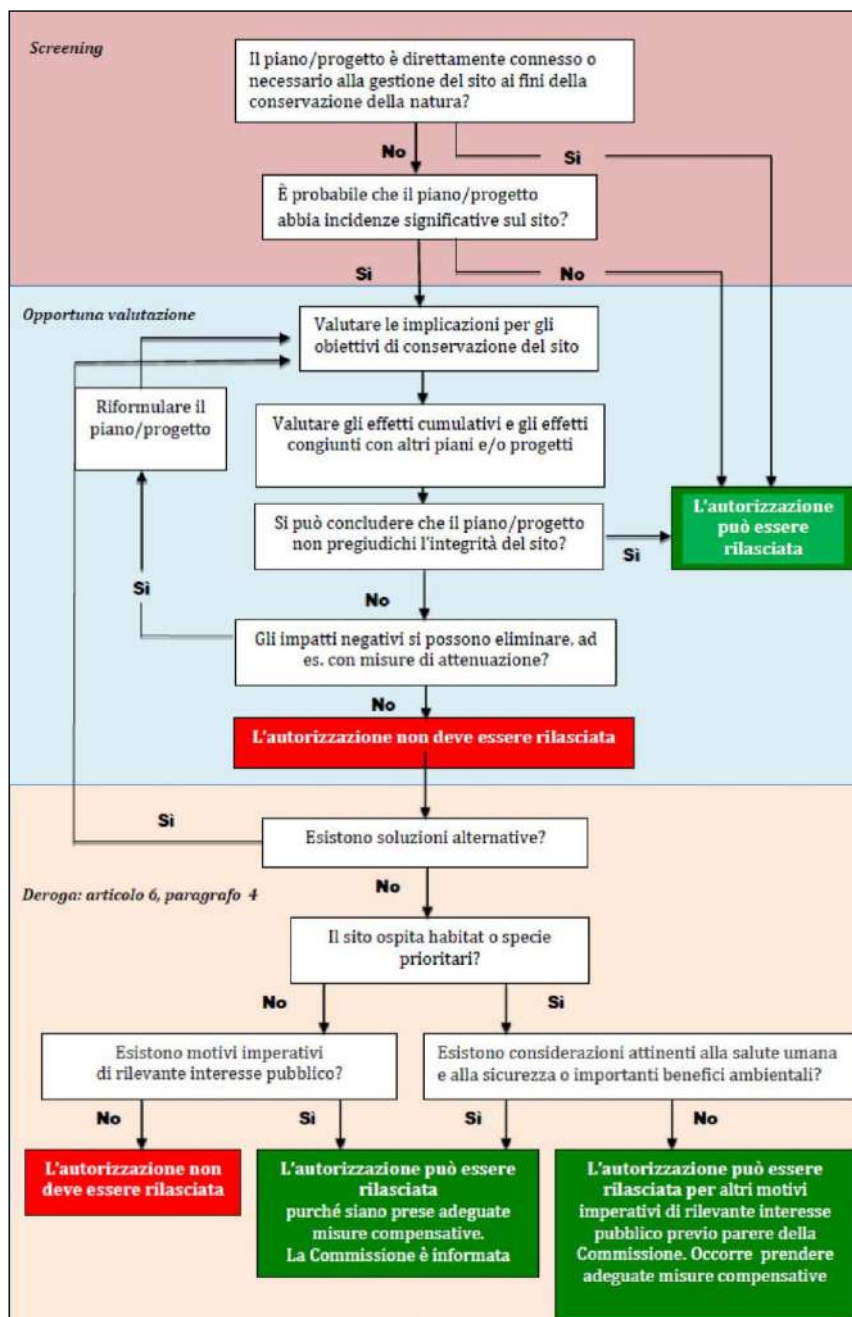 Screening
Il piano/progetto è direttamente connesso o
necessario alla gestione del sito ai fini della
conservazione della natura?
No
Sì
È probabile che il piano/progetto
abbia incidenze significative sul sito?
Sì
No
Opportuna valutazione
Valutare le implicazioni per gli
obiettivi di conservazione del sito
Riformulare il
piano/progetto
Valutare gli effetti cumulativi e gli effetti
congiunti con altri piani e/o progetti
Si può concludere che il piano/progetto
non pregiudichi l'integrità del sito?
Sì
L'autorizzazione
può essere
rilasciata
Sì
No
Gli impatti negativi si possono eliminare, ad
es. con misure di attenuazione?
No
L'autorizzazione non deve essere rilasciata
Sì
Esistono soluzioni alternative?
No
Deroga: articolo 6, paragrafo 4
Il sito ospita habitat o specie
prioritari?
No
Sì
Esistono motivi imperativi
di rilevante interesse pubblico?
Esistono considerazioni attinenti alla salute umana
e alla sicurezza o importanti benefici ambientali?
No
Sì
Sì
No
L'autorizzazione non
deve essere rilasciata
L'autorizzazione può essere
rilasciata
purché siano prese adeguate
misure compensative.
La Commissione è informata
L'autorizzazione può essere
rilasciata per altri motivi
imperativi di rilevante interesse
pubblico previo parere della
Commissione. Occorre prendere
adeguate misure compensative